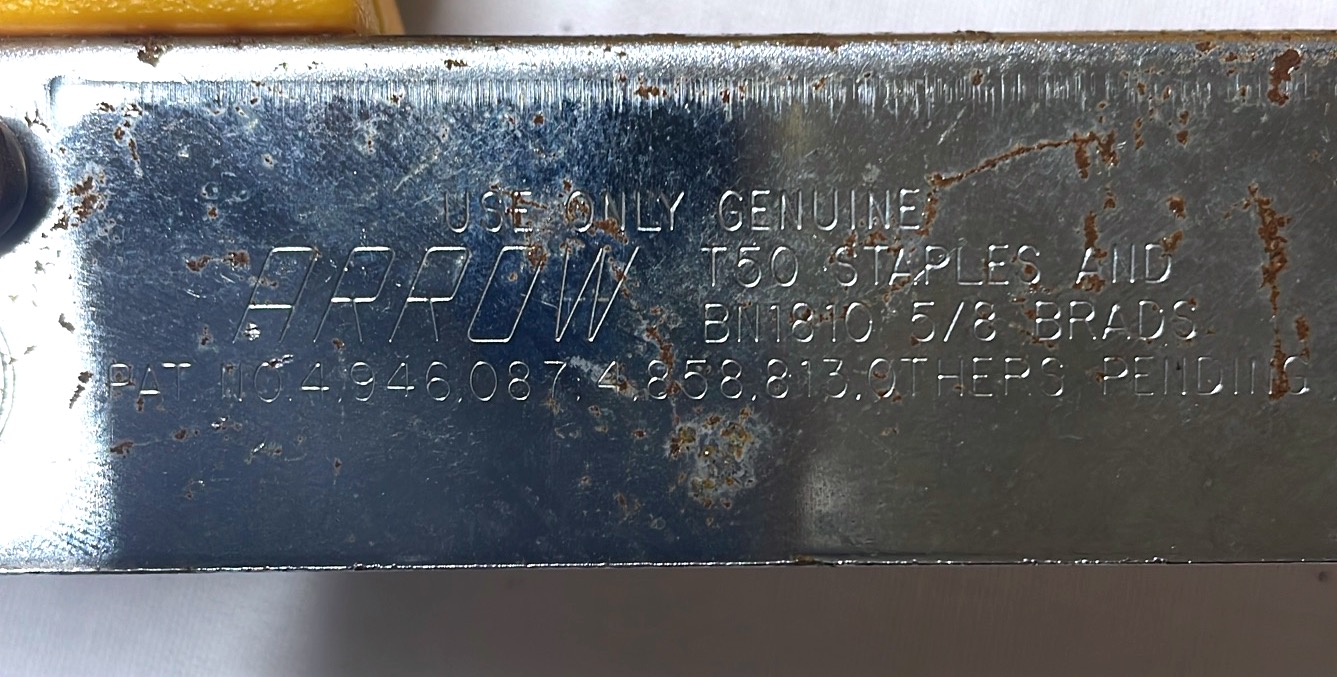 USE ONLY GENUINE
ARROW T50 STAPLES AND
BN1810 5/8 BRADS
PAT NO. 4,946,087; 4,858,813, OTHERS PENDING